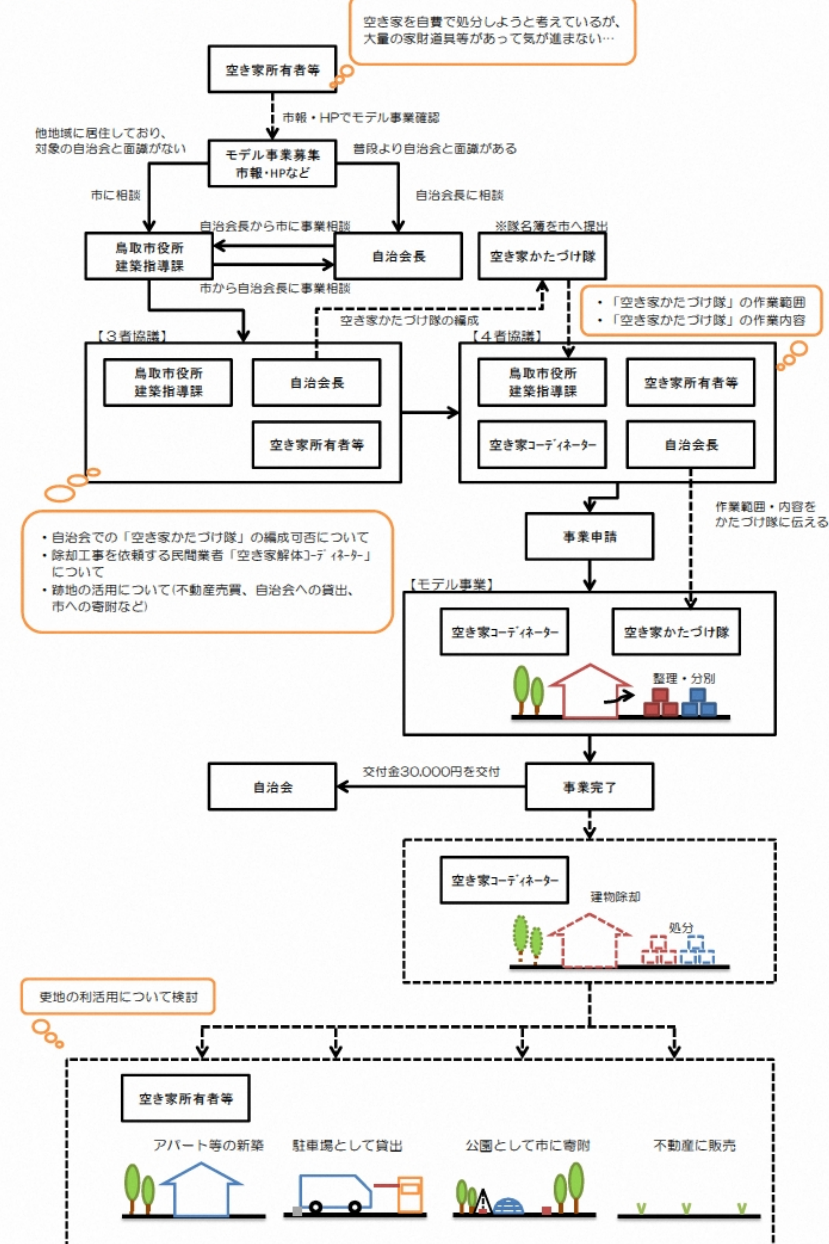 空き家を自費で処分しようと考えているが、
大量の家財道具等があって気が進まない…
空き家所有者等
市報・HPでモデル事業確認
他地域に居住しており、
対象の自治会と面識がない
モデル事業募集
市報・HPなど
普段より自治会と面識がある
市に相談
自治会長に相談
自治会長から市に事業相談
※隊名簿を市へ提出
鳥取市役所
建築指導課
自治会長
空き家かたづけ隊
市から自治会長に事業相談
・「空き家かたづけ隊」の作業範囲
・「空き家かたづけ隊」の作業内容
空き家かたづけ隊の編成
【3者協議】
【4者協議】
鳥取市役所
建築指導課
自治会長
空き家所有者等
鳥取市役所
建築指導課
空き家所有者等
空き家コーディネーター
自治会長
作業範囲・内容を
かたづけ隊に伝える
・自治会での「空き家かたづけ隊」の編成可否について
・除却工事を依頼する民間業者「空き家解体コーディネーター」
について
・跡地の活用について(不動産売買、自治会への貸出、
市への寄附など)
事業申請
【モデル事業】
空き家コーディネーター
空き家かたづけ隊
整理・分別
自治会
交付金30,000円を交付
事業完了
空き家コーディネーター
建物除却
処分
更地の利活用について検討
空き家所有者等
アパート等の新築
駐車場として貸出
公園として市に寄附
不動産に販売